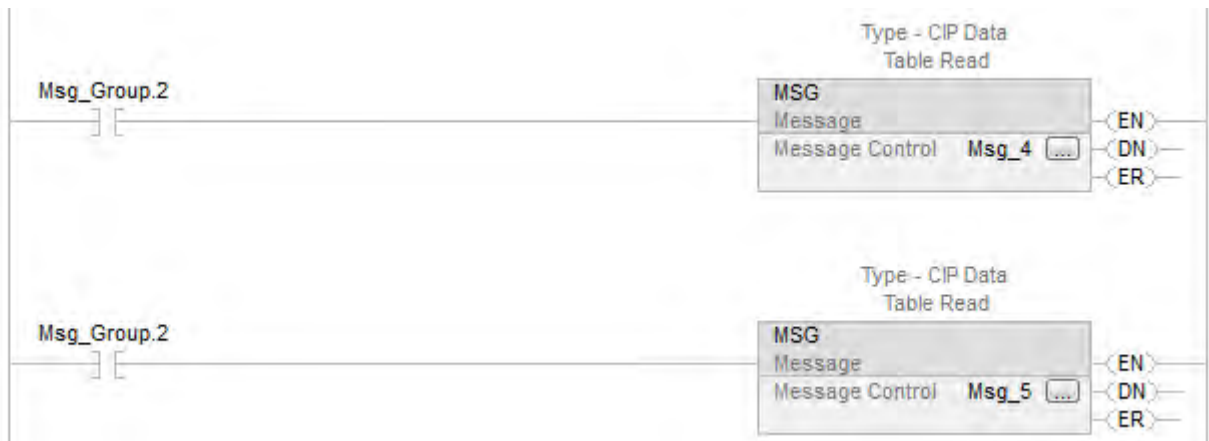 Type - CIP Data
Table Read
Msg_Group.2
MSG
Message
EN
Message Control Msg_4 ...
DN
ER
Type - CIP Data
Table Read
Msg_Group.2
MSG
Message
EN
Message Control Msg_5 ...
DN
ER